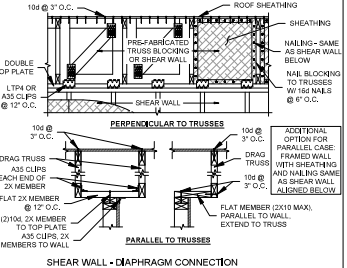 10d @ 3" O.C.
ROOF SHEATHING
SHEATHING
PRE-FABRICATED
TRUSS BLOCKING
OR SHEAR WALL
NAILING - SAME
AS SHEAR WALL
BELOW
DOUBLE
TOP PLATE
NAIL BLOCKING
TO TRUSSES
W/ 16d NAILS
@ 6" O.C.
LTP4 OR
A35 CLIPS
@ 12" O.C.
SHEAR WALL
PERPENDICULAR TO TRUSSES
10d @
3" O.C.
10d @
3" O.C.
DRAG TRUSS
A35 CLIPS
EACH END OF
2X MEMBER
FLAT 2X MEMBER
@ 12" O.C.
(2)10d, 2X MEMBER
TO TOP PLATE
A35 CLIPS, 2X
MEMBERS TO WALL
DRAG
TRUSS
10d @
3" O.C.
FLAT MEMBER (2X10 MAX),
PARALLEL TO WALL,
EXTEND TO TRUSS
ADDITIONAL
OPTION FOR
PARALLEL CASE:
FRAMED WALL
WITH SHEATHING
AND NAILING SAME
AS SHEAR WALL
ALIGNED BELOW
PARALLEL TO TRUSSES
SHEAR WALL - DIAPHRAGM CONNECTION